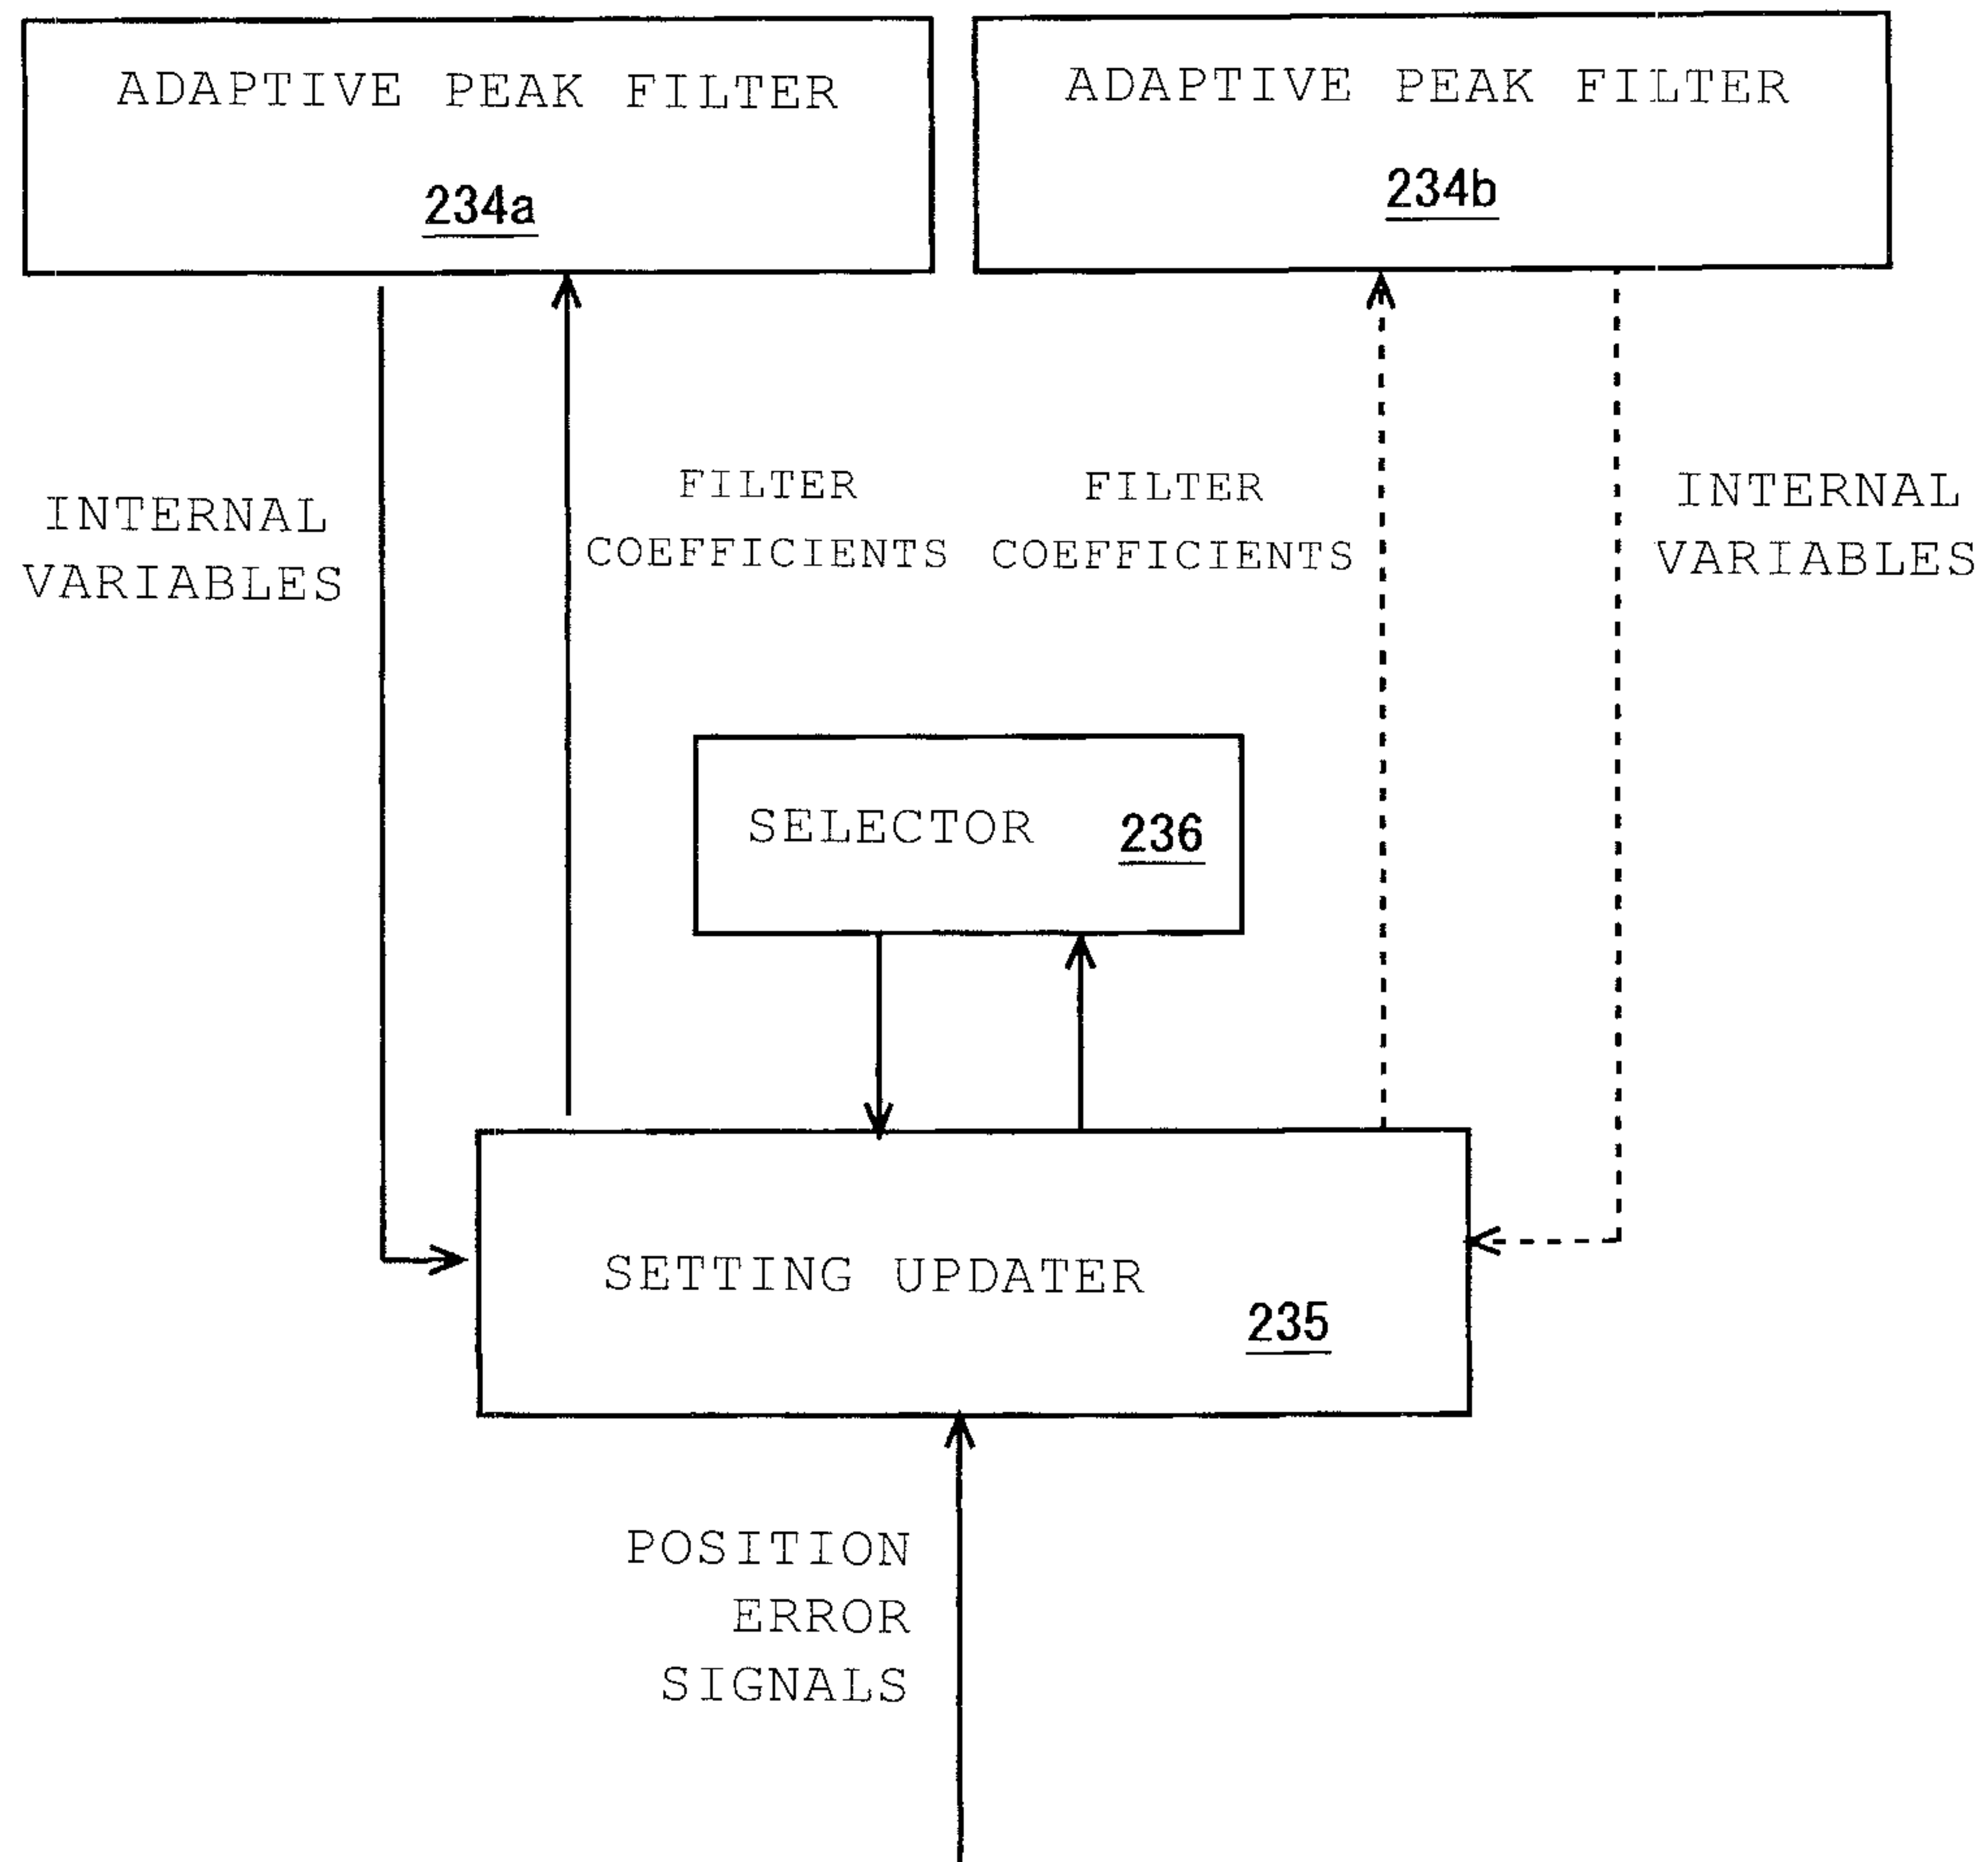 ADAPTIVE PEAK FILTER
234a
ADAPTIVE PEAK FILTER
234b
INTERNAL
VARIABLES
FILTER
COEFFICIENTS
FILTER
COEFFICIENTS
INTERNAL
VARIABLES
SELECTOR 236
SETTING UPDATER
235
POSITION
ERROR
SIGNALS